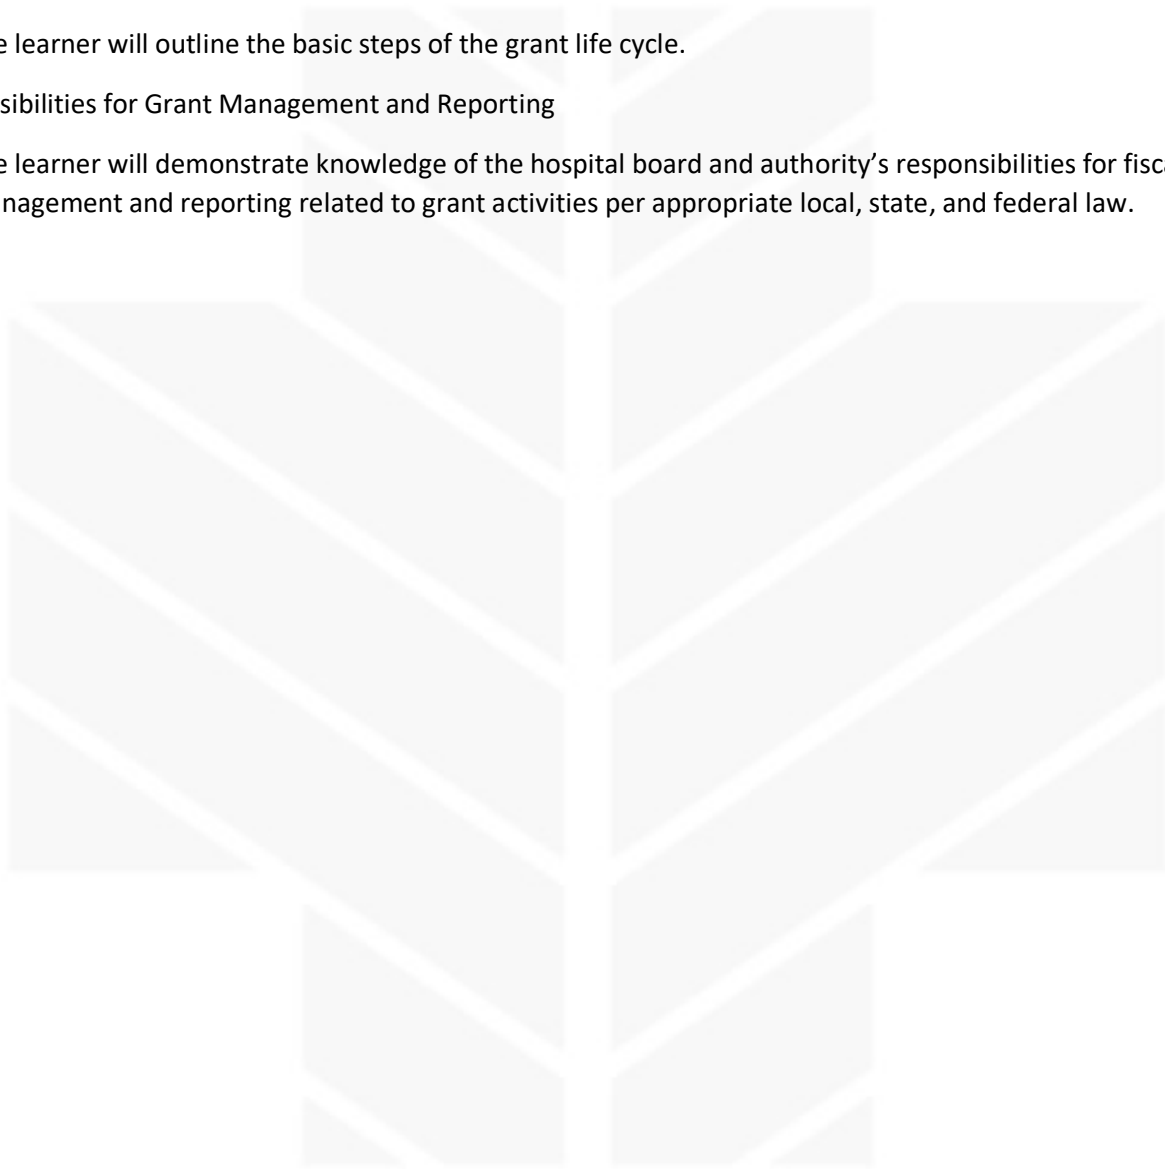 e learner will outline the basic steps of the grant life cycle.
sibilities for Grant Management and Reporting
e learner will demonstrate knowledge of the hospital board and authority’s responsibilities for fisca
nagement and reporting related to grant activities per appropriate local, state, and federal law.